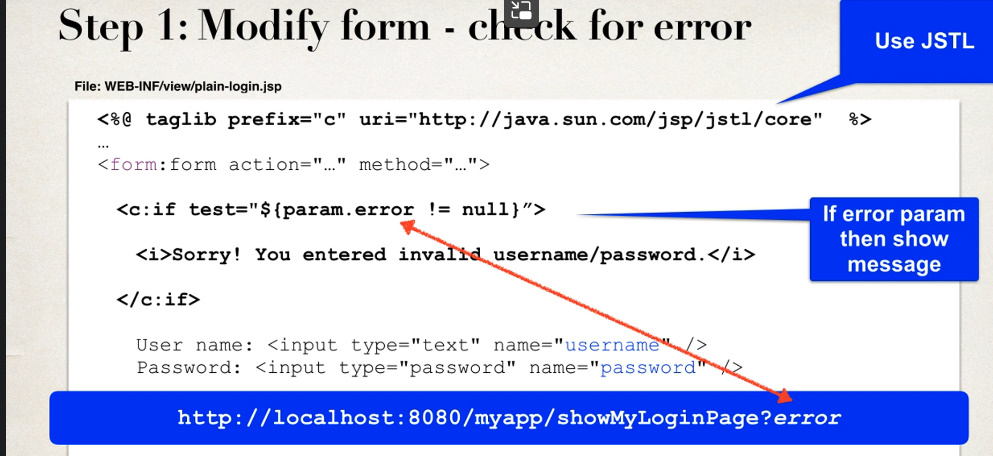 Step 1: Modify form - check for error
Use JSTL
File: WEB-INF/view/plain-login.jsp
<%@ taglib prefix="c" uri="http://java.sun.com/jsp/jstl/core"  %>
…
<form:form action="…" method="…">
<c:if test="${param.error != null}”>
If error param
then show
message
<i>Sorry! You entered invalid username/password.</i>
</c:if>
User name: <input type="text" name="username" />
Password: <input type="password" name="password" />
http://localhost:8080/myapp/showMyLoginPage?error